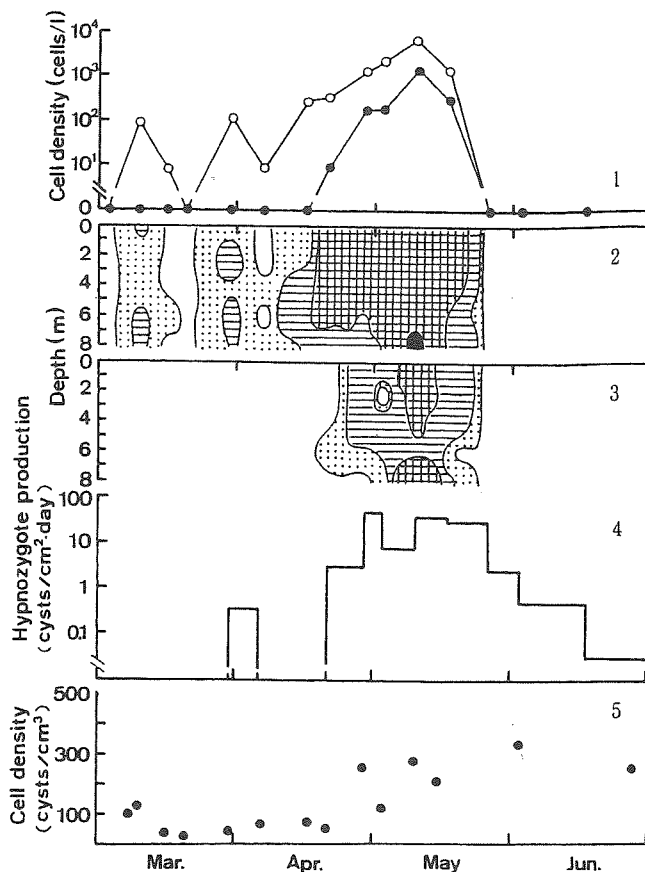 Cell density (cells/l)
10⁴
10³
10²
10¹
0
1
Depth (m)
0
2
4
6
8
2
0
2
4
6
8
3
Hypnozygote production
(cysts/cm²·day)
100
10
1
0.1
4
Cell density
(cysts/cm³)
500
300
100
5
Mar.
Apr.
May
Jun.